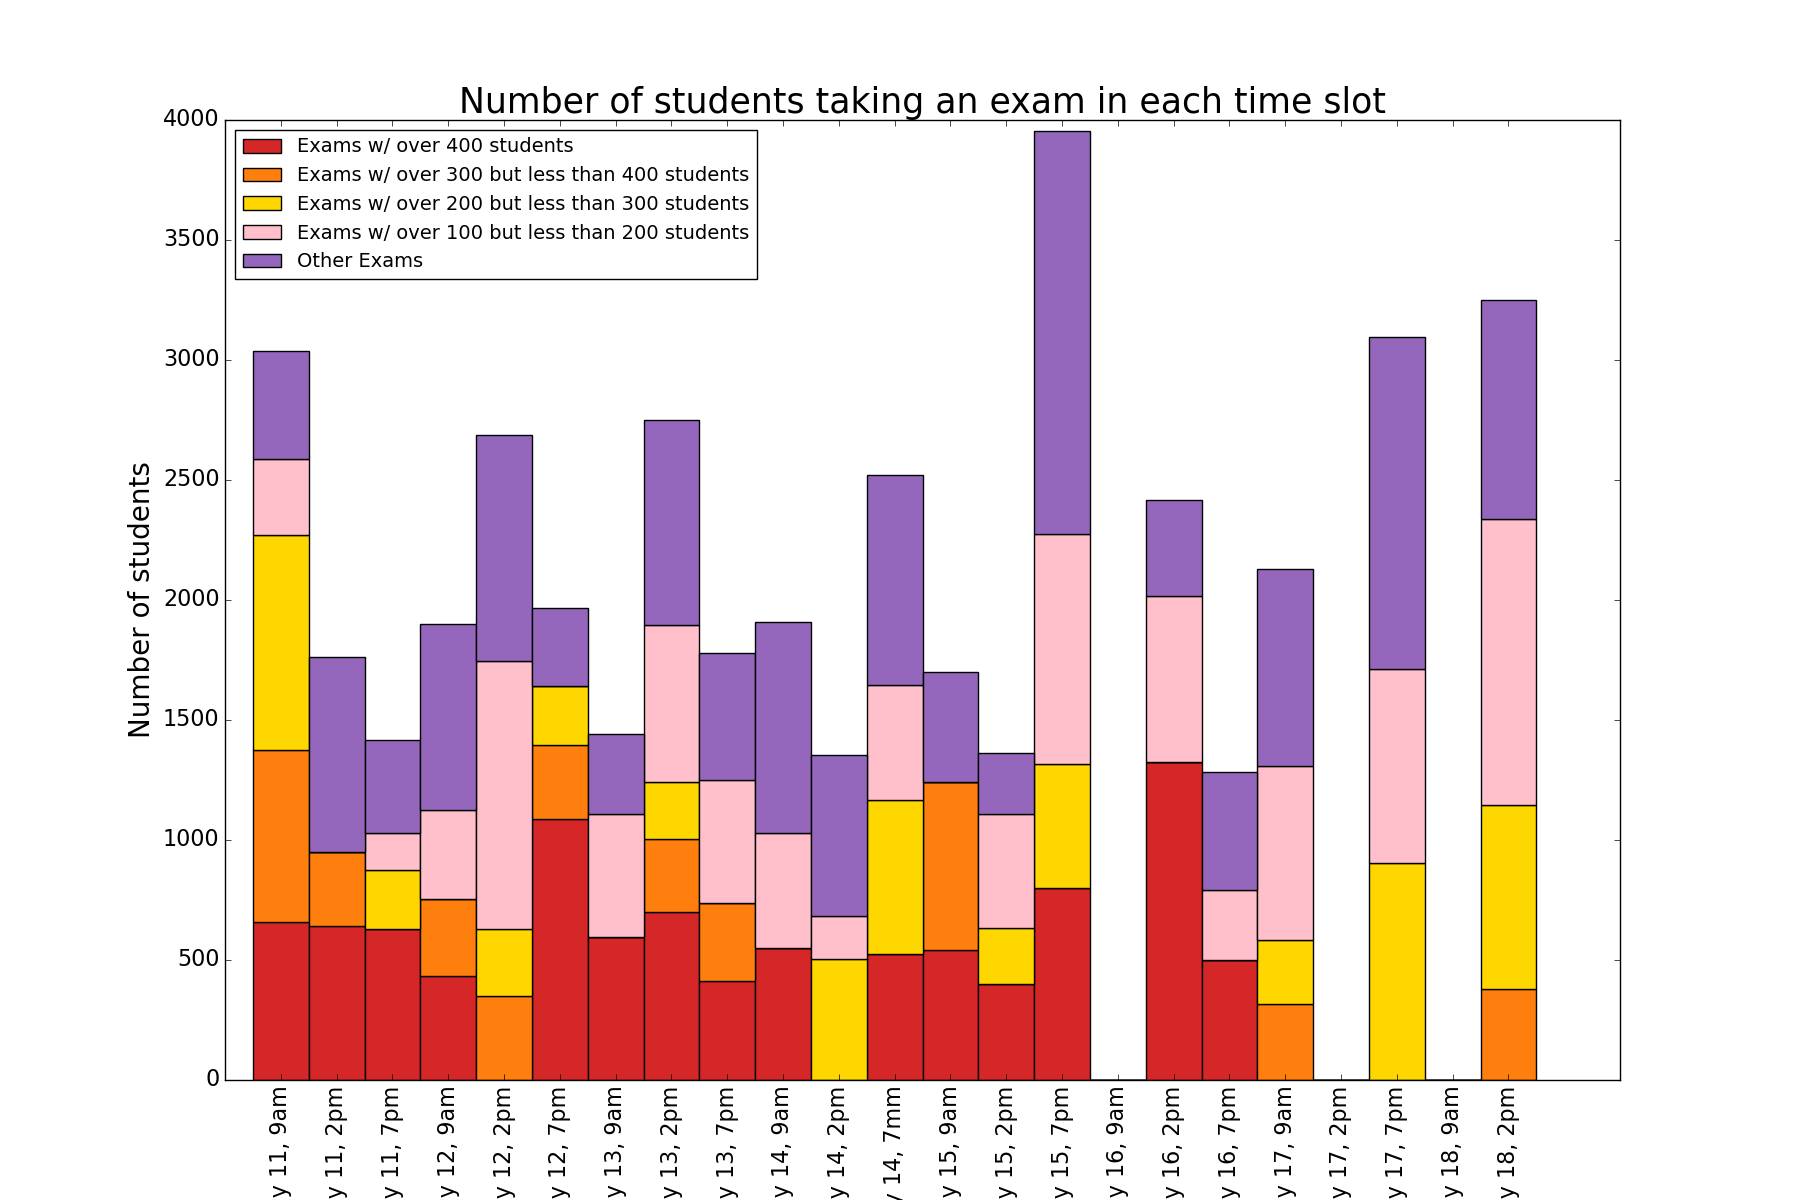 Number of students taking an exam in each time slot
Exams w/ over 400 students
Exams w/ over 300 but less than 400 students
Exams w/ over 200 but less than 300 students
Exams w/ over 100 but less than 200 students
Other Exams
Number of students
4000
3500
3000
2500
2000
1500
1000
500
0
y 11, 9am
y 11, 2pm
y 11, 7pm
y 12, 9am
y 12, 2pm
y 12, 7pm
y 13, 9am
y 13, 2pm
y 13, 7pm
y 14, 9am
y 14, 2pm
y 14, 7mm
y 15, 9am
y 15, 2pm
y 15, 7pm
y 16, 9am
y 16, 2pm
y 16, 7pm
y 17, 9am
y 17, 2pm
y 17, 7pm
y 18, 9am
y 18, 2pm